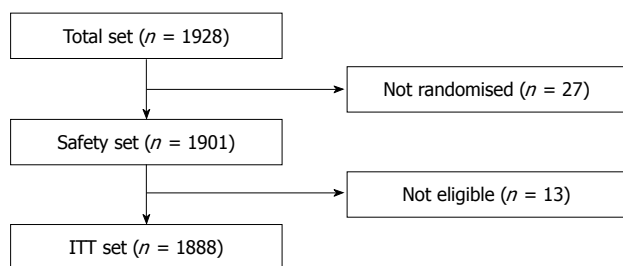 Total set (n = 1928)
Not randomised (n = 27)
Safety set (n = 1901)
Not eligible (n = 13)
ITT set (n = 1888)